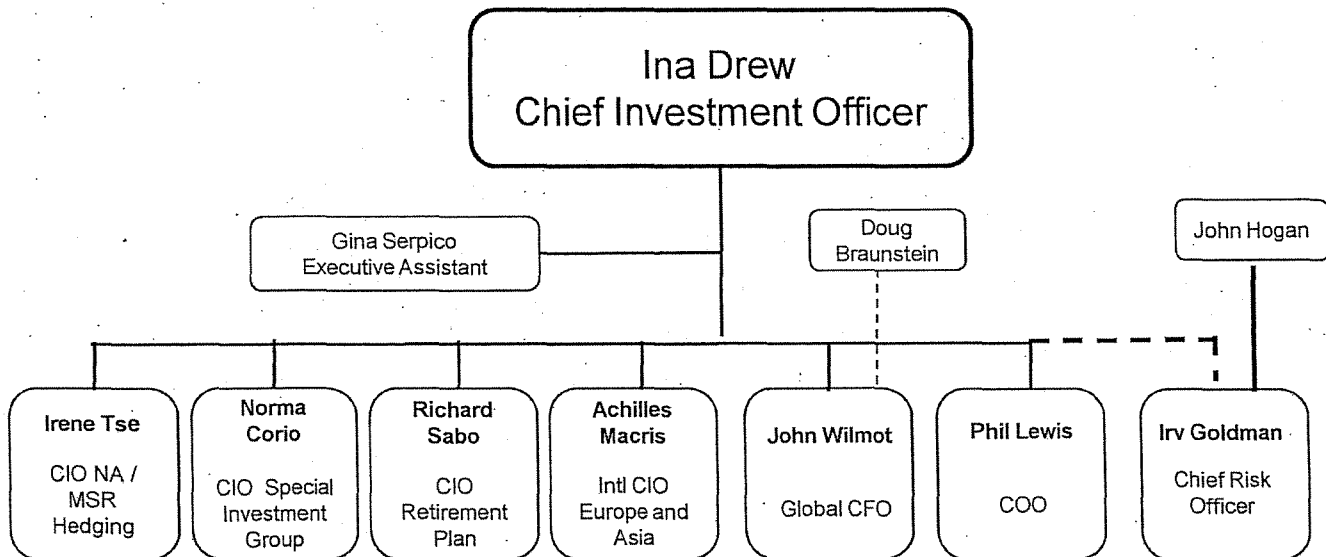 Ina Drew
Chief Investment Officer
Gina Serpico
Executive Assistant
Doug
Braunstein
John Hogan
Irene Tse
CIO NA /
MSR
Hedging
Norma
Corio
CIO Special
Investment
Group
Richard
Sabo
CIO
Retirement
Plan
Achilles
Macris
Intl CIO
Europe and
Asia
John Wilmot
Global CFO
Phil Lewis
COO
Irv Goldman
Chief Risk
Officer